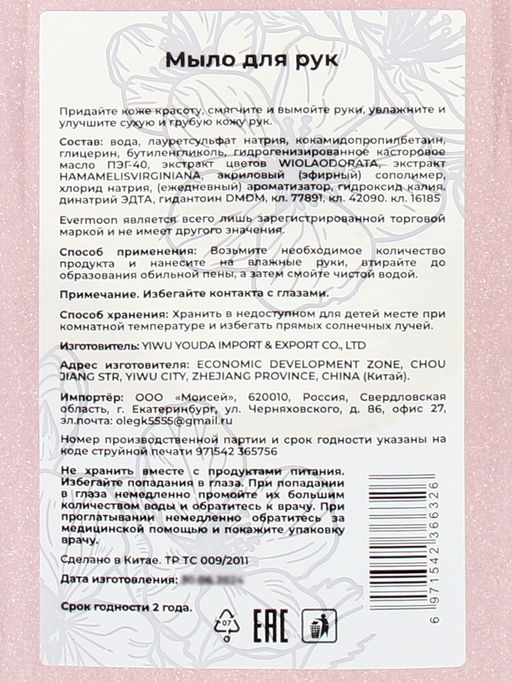 Мыло для рук
Придайте коже красоту, смягчите и вымойте руки, увлажните и
улучшите сухую и грубую кожу рук.
Состав: вода, лауретсульфат натрия, кокамидопропилбетаин,
глицерин, бутиленгликоль, гидрогенизированное касторовое
масло ПЭГ-40, экстракт цветов WIOLAODORATA, экстракт
HAMAMELISVIRGINIANA, акриловый (эфирный) сополимер,
хлорид натрия, (ежедневный) ароматизатор, гидроксид калия,
динатрий ЭДТА, гидантоин DMDM, кл. 77891, кл. 42090. кл. 16185
Evermoon является всего лишь зарегистрированной торговой
маркой и не имеет другого значения.
Способ применения: Возьмите необходимое количество
продукта и нанесите на влажные руки, втирайте до
образования обильной пены, а затем смойте чистой водой.
Примечание. Избегайте контакта с глазами.
Способ хранения: Хранить в недоступном для детей месте при
комнатной температуре и избегать прямых солнечных лучей.
Изготовитель: YIWU YOUDA IMPORT & EXPORT CO., LTD
Адрес изготовителя: ECONOMIC DEVELOPMENT ZONE, CHOU
JIANG STR, YIWU CITY, ZHEJIANG PROVINCE, CHINA (Китай).
Импортёр: ООО «Моисей», 620010, Россия, Свердловская
область, г. Екатеринбург, ул. Черняховского, д. 86, офис 27,
эл.почта: olegk5555@gmail.ru
Номер производственной партии и срок годности указаны на
коде струйной печати 971542 365756
Не хранить вместе с продуктами питания.
Избегайте попадания в глаза. При попадании
в глаза немедленно промойте их большим
количеством воды и обратитесь к врачу. При
проглатывании немедленно обратитесь за
медицинской помощью и покажите упаковку
врачу.
Сделано в Китае. ТР ТС 009/2011
Дата изготовления:
Срок годности 2 года.
07
EAC
6 971542 366326